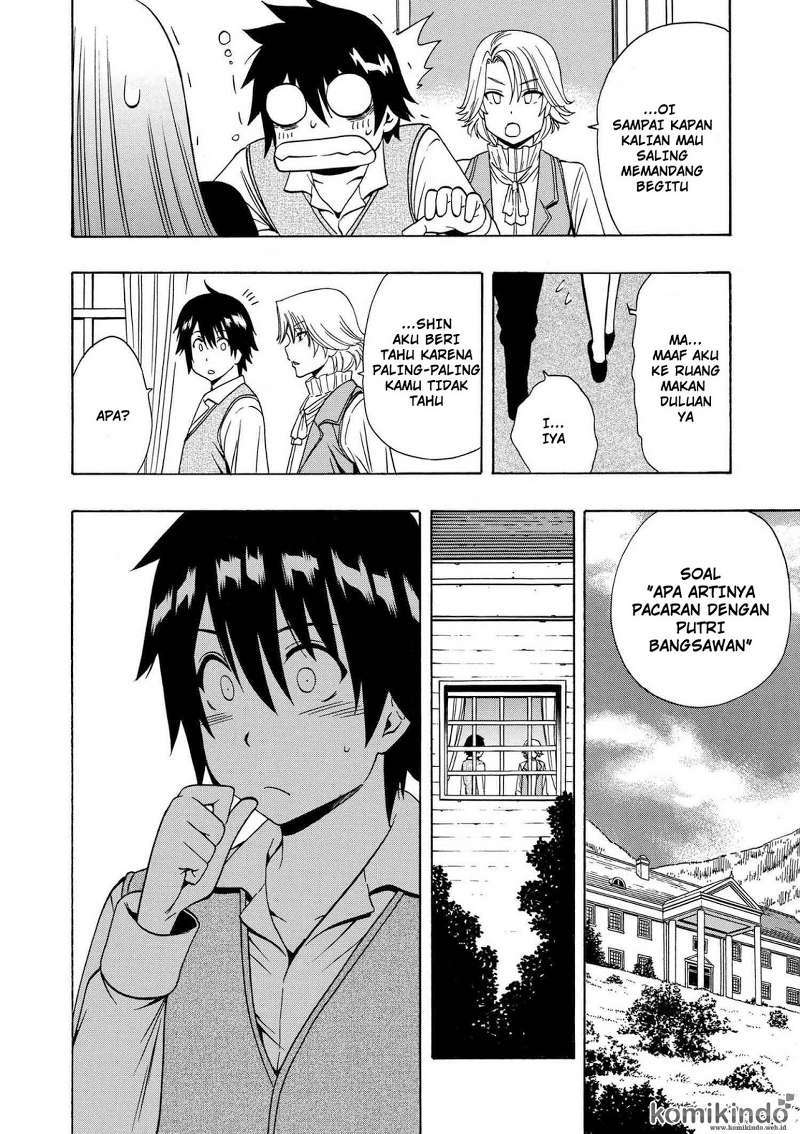 ...OI
SAMPAI KAPAN
KALIAN MAU
SALING
MEMANDANG
BEGITU
MA...
MAAF AKU
KE RUANG
MAKAN
DULUAN
YA
I...
IYA
...SHIN
AKU BERI
TAHU KARENA
PALING-PALING
KAMU TIDAK
TAHU
APA?
SOAL
"APA ARTINYA
PACARAN DENGAN
PUTRI
BANGSAWAN"
komikindo
www.komikindo.web.id